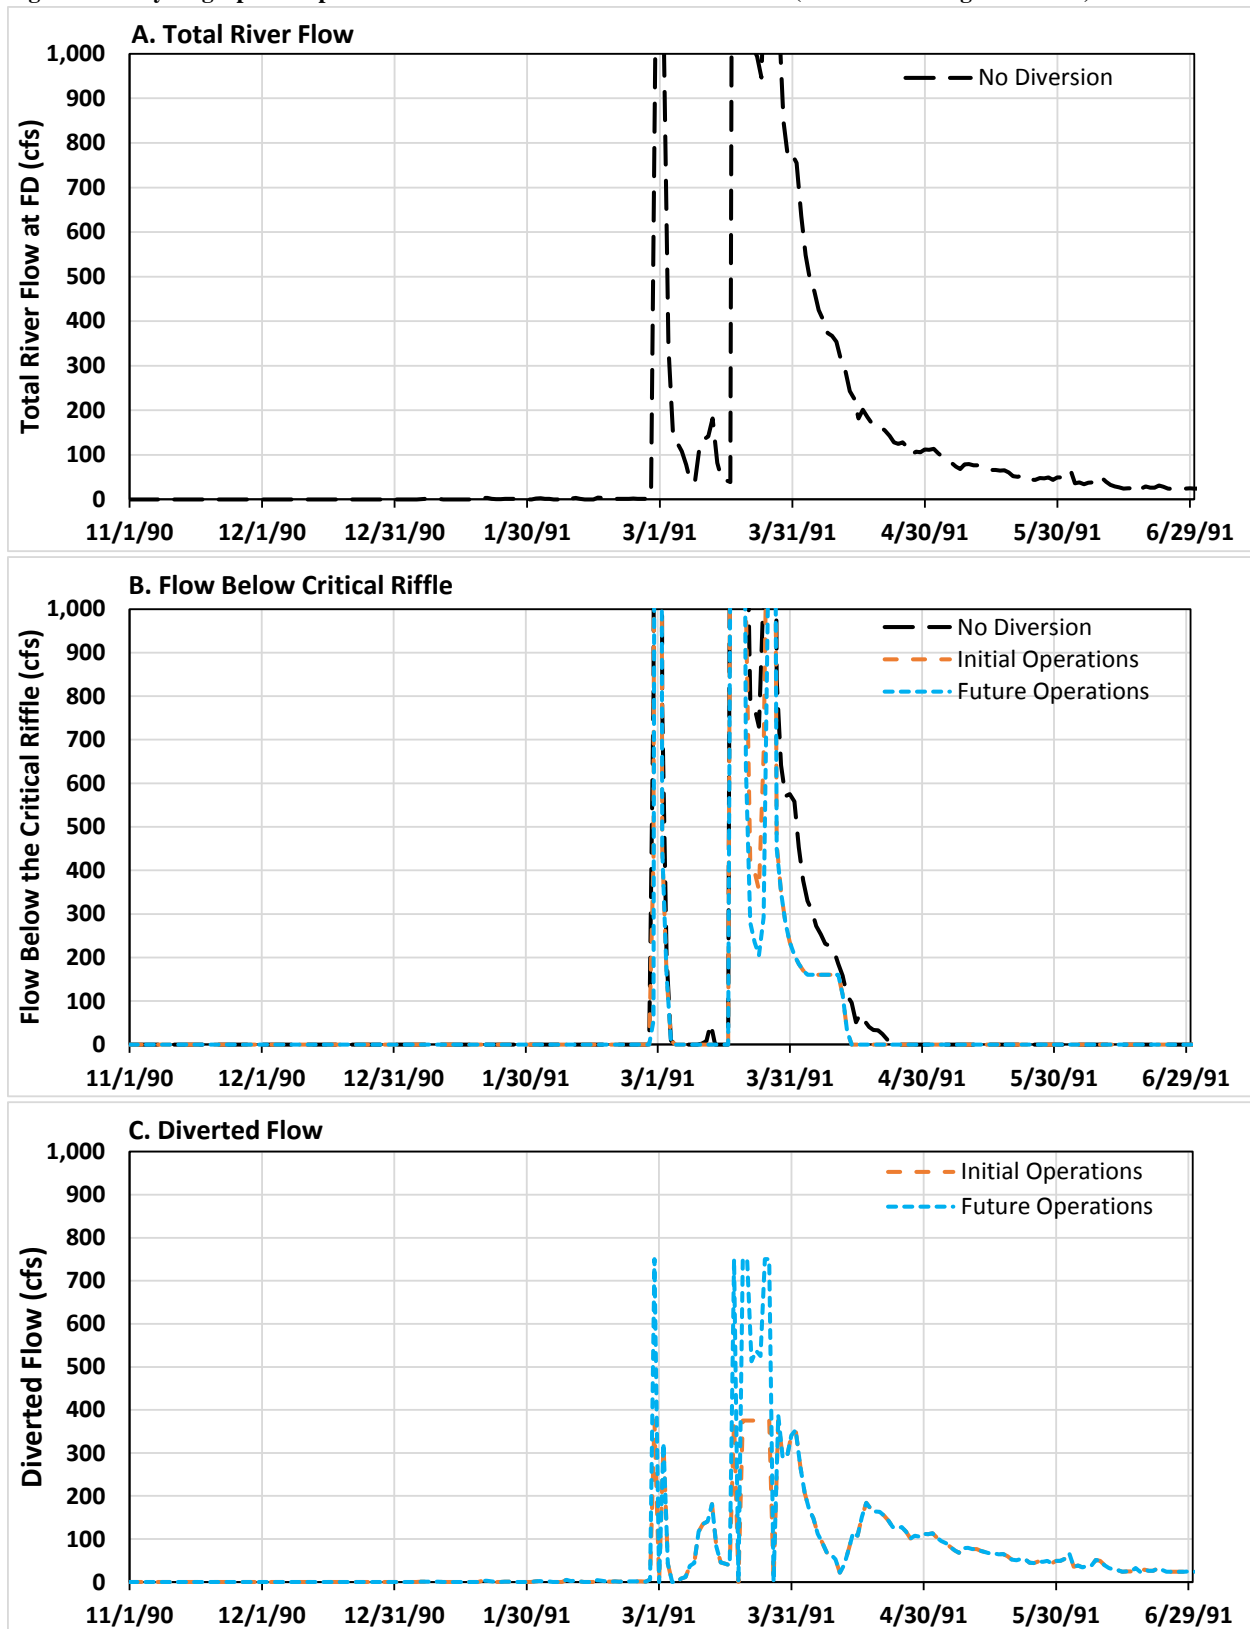 A. Total River Flow
1,000
900
800
700
600
500
400
300
200
100
0
Total River Flow at FD (cfs)
No Diversion
11/1/90 12/1/90 12/31/90 1/30/91 3/1/91 3/31/91 4/30/91 5/30/91 6/29/91
B. Flow Below Critical Riffle
1,000
900
800
700
600
500
400
300
200
100
0
Flow Below the Critical Riffle (cfs)
No Diversion
Initial Operations
Future Operations
11/1/90 12/1/90 12/31/90 1/30/91 3/1/91 3/31/91 4/30/91 5/30/91 6/29/91
C. Diverted Flow
1,000
900
800
700
600
500
400
300
200
100
0
Diverted Flow (cfs)
Initial Operations
Future Operations
11/1/90 12/1/90 12/31/90 1/30/91 3/1/91 3/31/91 4/30/91 5/30/91 6/29/91